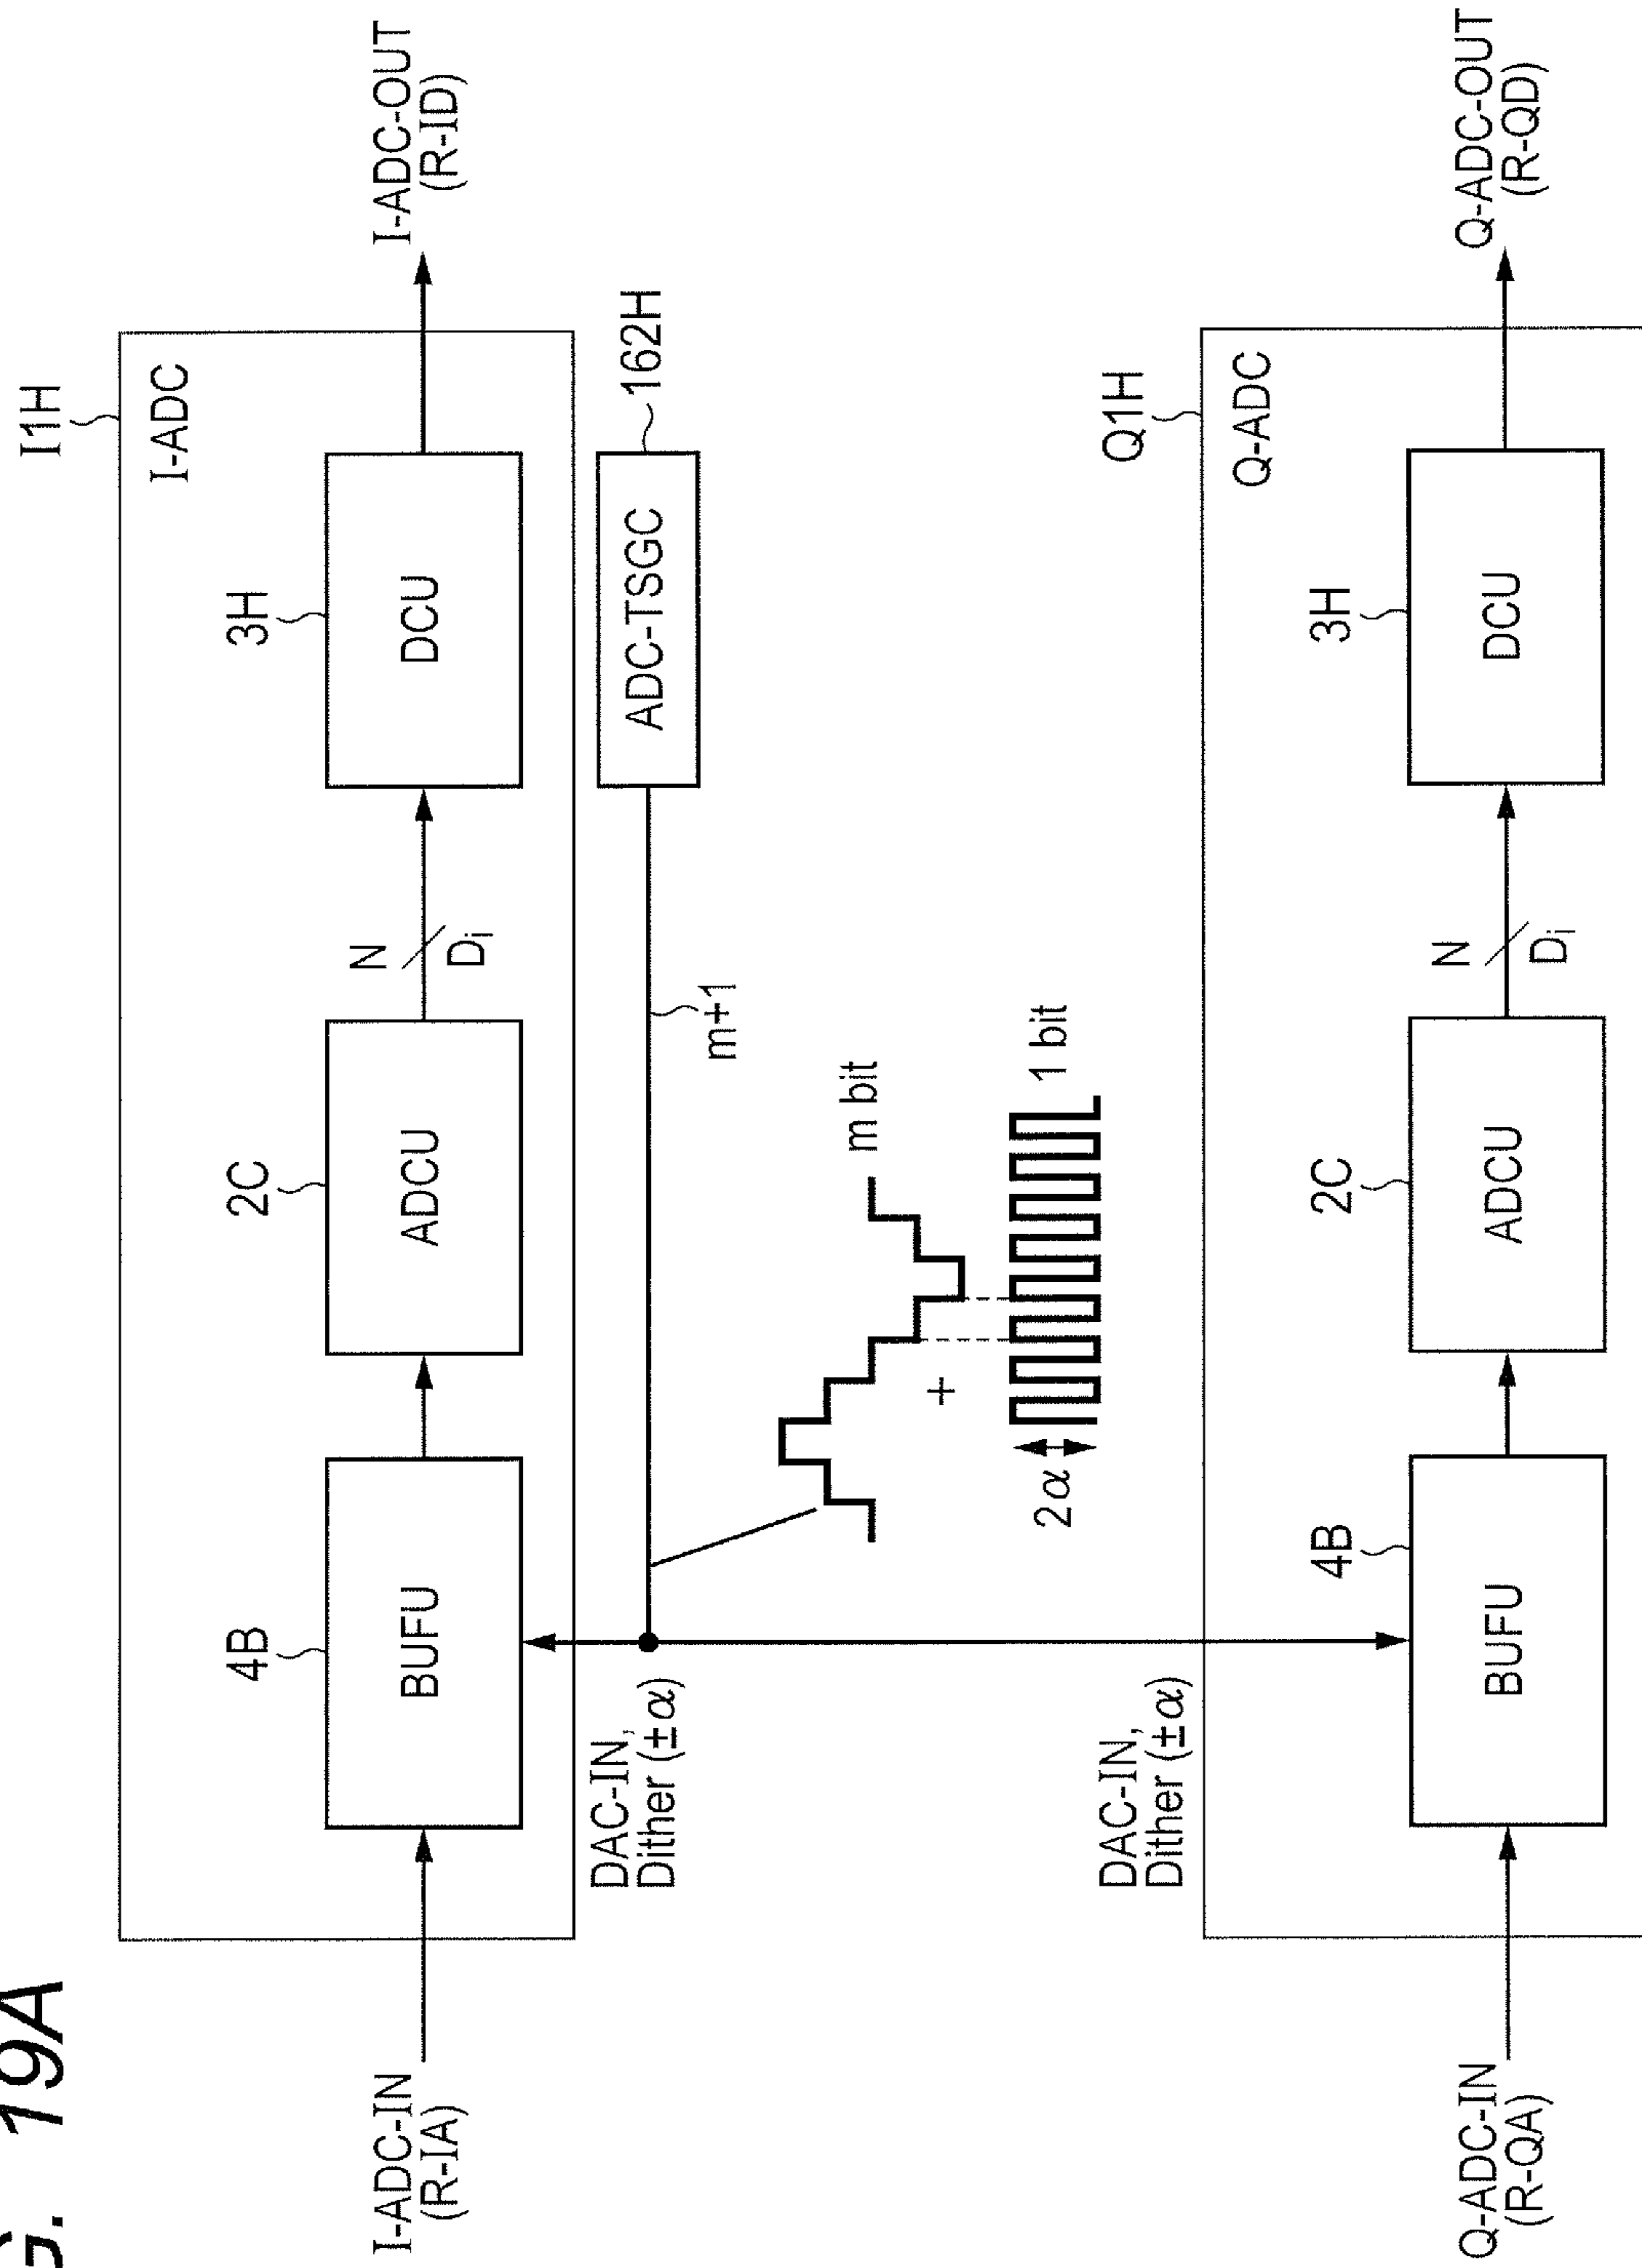 G. 19A
I1H
I-ADC
I-ADC-IN
(R-IA)
4B
BUFU
2C
ADCU
N
Di
3H
DCU
I-ADC-OUT
(R-ID)
DAC-IN,
Dither (±α)
m+1
ADC-TSGC
162H
m bit
+
2α
1 bit
Q1H
Q-ADC
DAC-IN,
Dither (±α)
Q-ADC-IN
(R-QA)
4B
BUFU
2C
ADCU
N
Di
3H
DCU
Q-ADC-OUT
(R-QD)